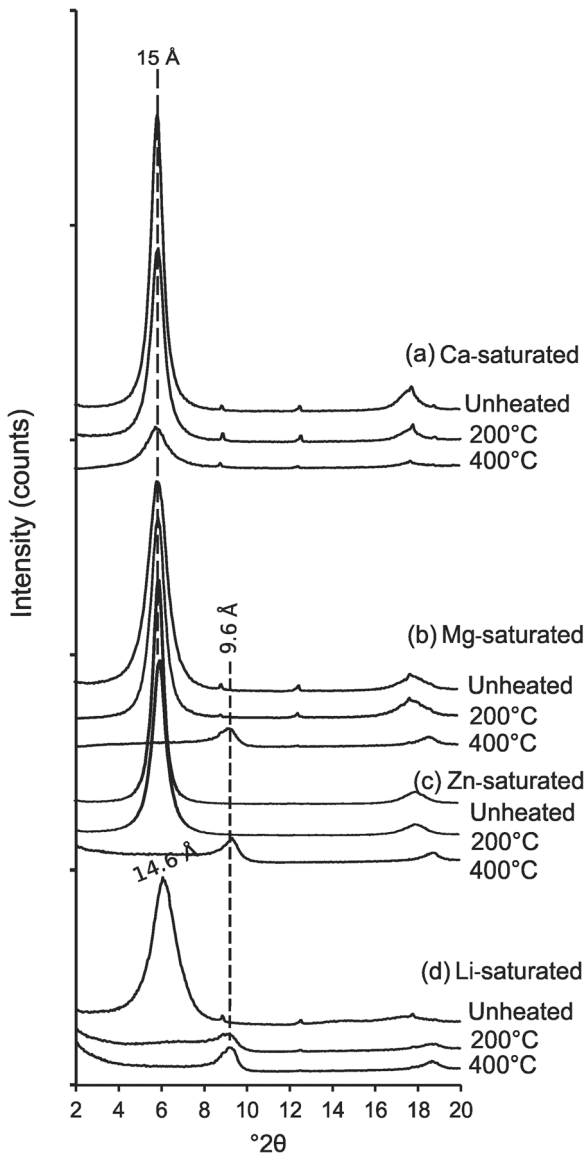 15 Å
(a) Ca-saturated
Unheated
200°C
400°C
Intensity (counts)
9.6 Å
(b) Mg-saturated
Unheated
200°C
400°C
(c) Zn-saturated
Unheated
200°C
400°C
14.6 Å
(d) Li-saturated
Unheated
200°C
400°C
2 4 6 8 10 12 14 16 18 20
°2θ